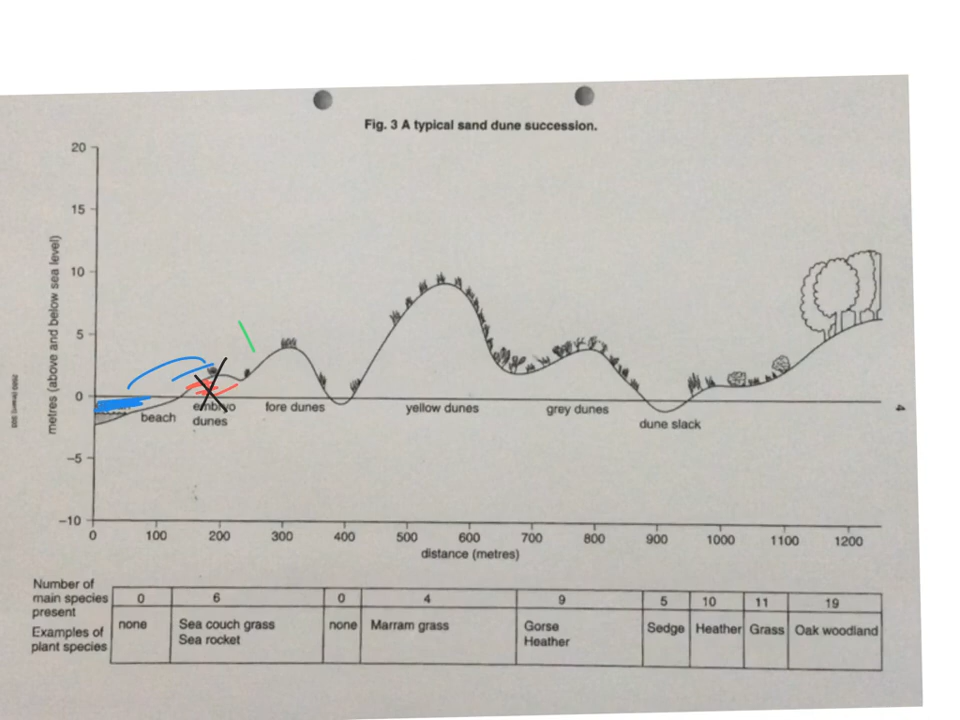 Fig. 3 A typical sand dune succession.
20
15
10
5
0
−5
−10
metres (above and below sea level)
beach
embryo
dunes
fore dunes
yellow dunes
grey dunes
dune slack
4
0 100 200 300 400 500 600 700 800 900 1000 1100 1200
distance (metres)
Number of
main species
present
0 6 0 4 9 5 10 11 19
Examples of
plant species
none
Sea couch grass
Sea rocket
none
Marram grass
Gorse
Heather
Sedge
Heather
Grass
Oak woodland